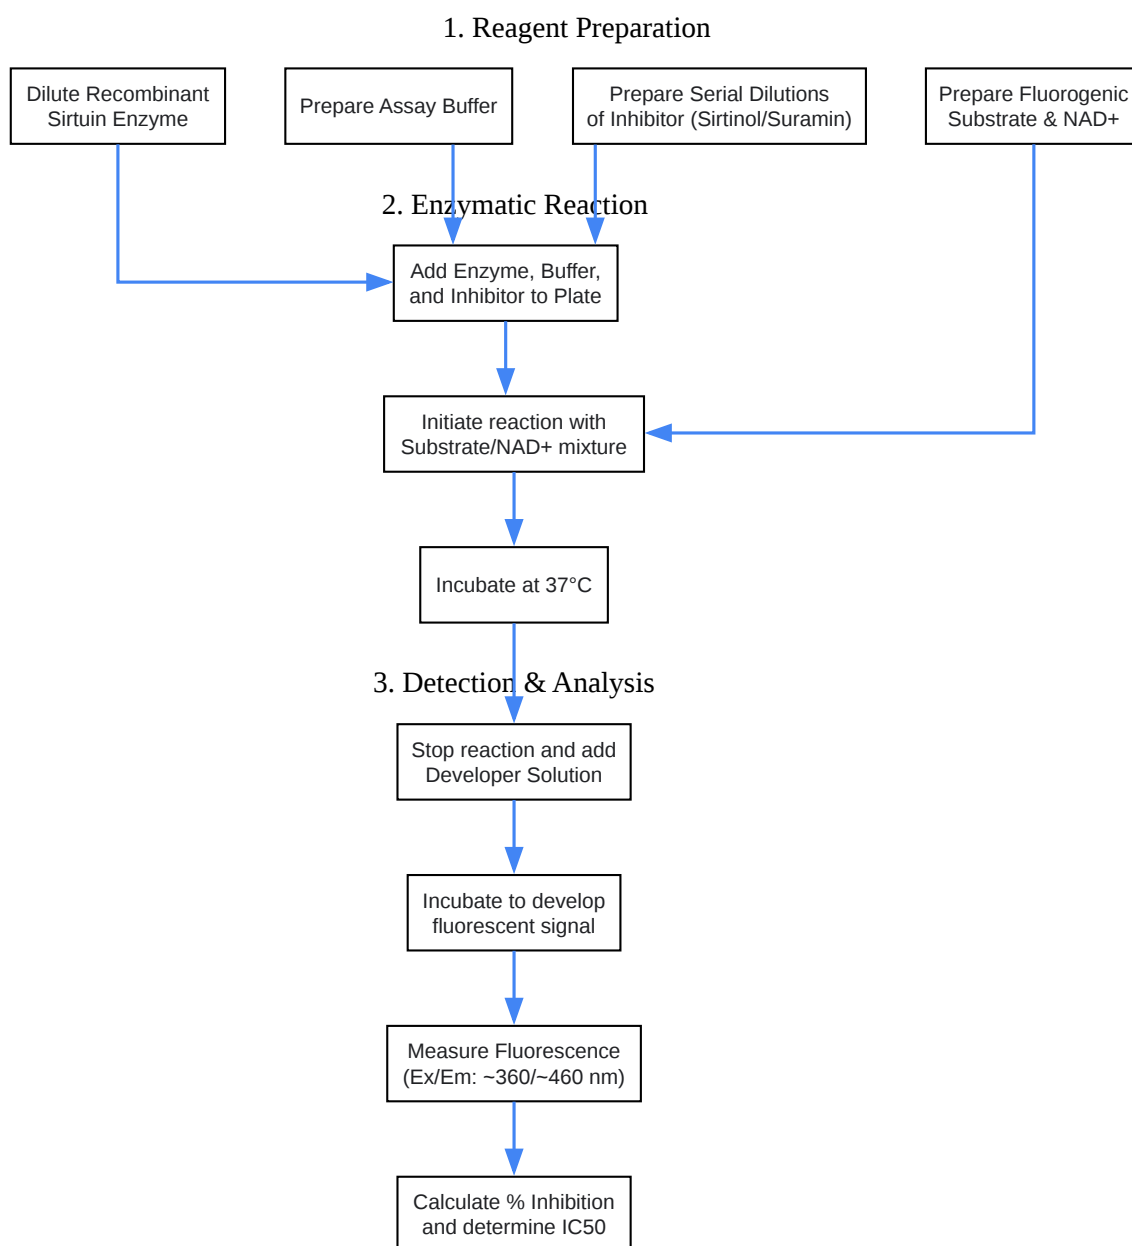 1. Reagent Preparation
Dilute Recombinant
Sirtuin Enzyme
Prepare Assay Buffer
Prepare Serial Dilutions
of Inhibitor (Sirtinol/Suramin)
Prepare Fluorogenic
Substrate & NAD+
2. Enzymatic Reaction
Add Enzyme, Buffer,
and Inhibitor to Plate
Initiate reaction with
Substrate/NAD+ mixture
Incubate at 37°C
3. Detection & Analysis
Stop reaction and add
Developer Solution
Incubate to develop
fluorescent signal
Measure Fluorescence
(Ex/Em: ~360/~460 nm)
Calculate % Inhibition
and determine IC50